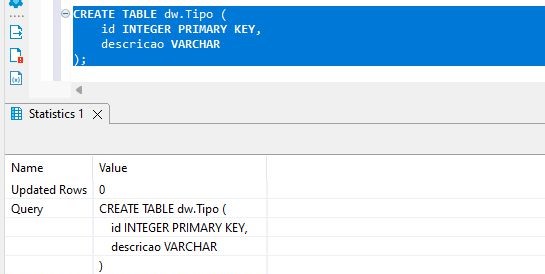 CREATE TABLE dw.Tipo (
id INTEGER PRIMARY KEY,
descricao VARCHAR
);
Statistics 1
Name Value
Updated Rows 0
Query CREATE TABLE dw.Tipo (
id INTEGER PRIMARY KEY,
descricao VARCHAR
)